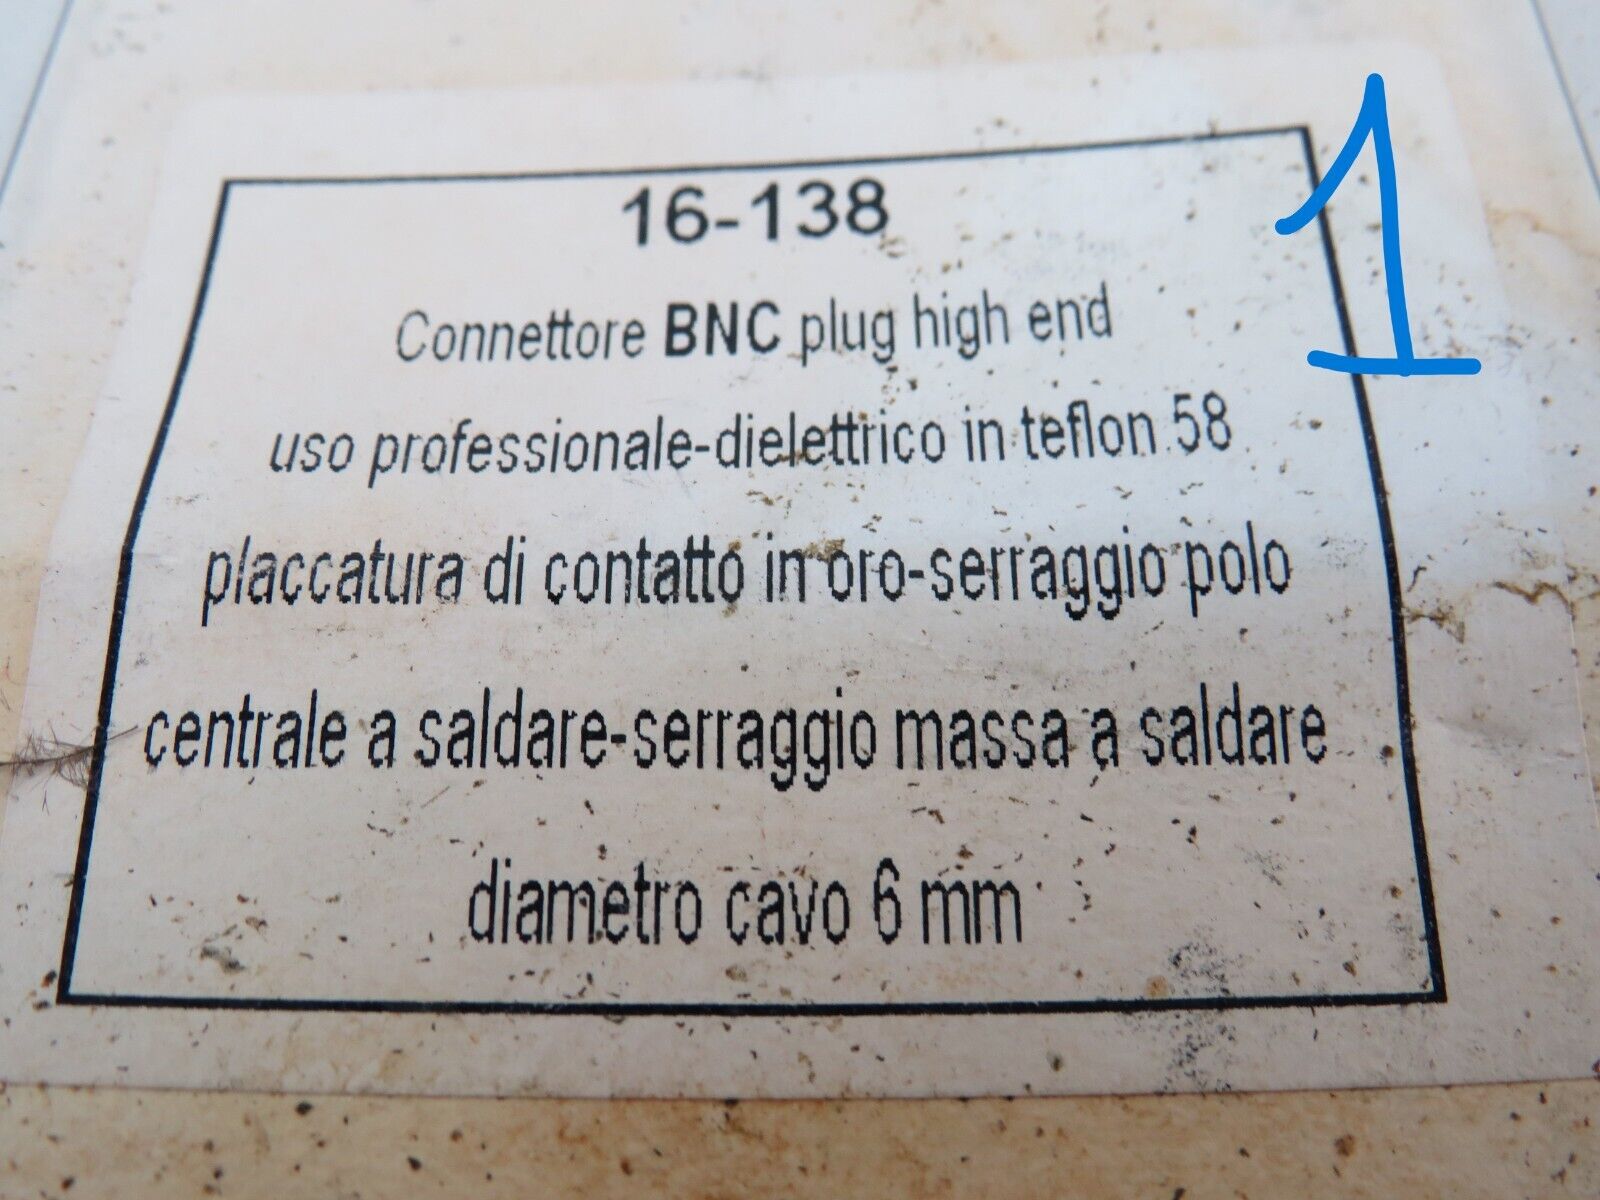 16-138
1
Connettore BNC plug high end
uso professionale-dielettrico in teflon 58
placcatura di contatto in oro-serraggio polo
centrale a saldare-serraggio massa a saldare
diametro cavo 6 mm